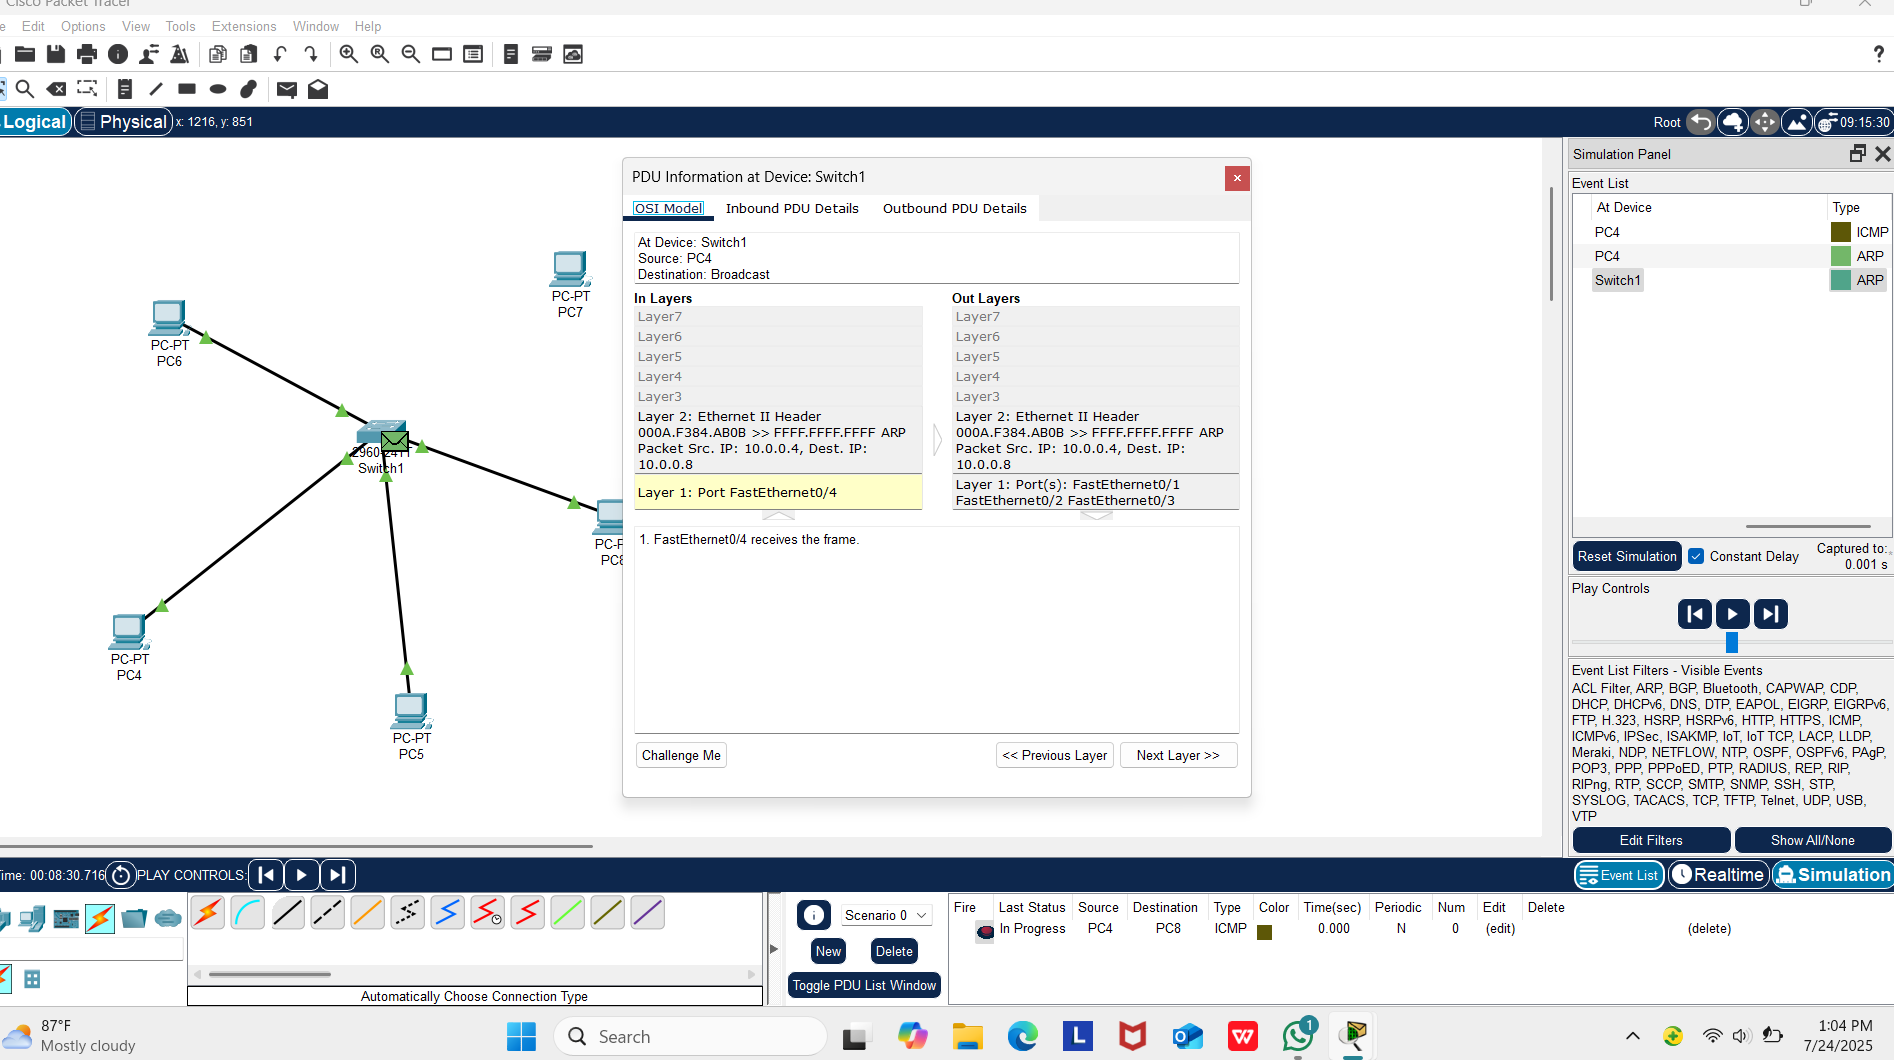 Cisco Packet Tracer
Edit Options View Tools Extensions Window Help
Logical Physical x: 1216, y: 851
Root 09:15:30
PC-PT
PC6
PC-PT
PC7
2960-24TT
Switch1
PC-PT
PC4
PC-PT
PC5
PDU Information at Device: Switch1
OSI Model Inbound PDU Details Outbound PDU Details
At Device: Switch1
Source: PC4
Destination: Broadcast
In Layers
Layer7
Layer6
Layer5
Layer4
Layer3
Layer 2: Ethernet II Header
000A.F384.AB0B >> FFFF.FFFF.FFFF ARP
Packet Src. IP: 10.0.0.4, Dest. IP:
10.0.0.8
Layer 1: Port FastEthernet0/4
Out Layers
Layer7
Layer6
Layer5
Layer4
Layer3
Layer 2: Ethernet II Header
000A.F384.AB0B >> FFFF.FFFF.FFFF ARP
Packet Src. IP: 10.0.0.4, Dest. IP:
10.0.0.8
Layer 1: Port(s): FastEthernet0/1
FastEthernet0/2 FastEthernet0/3
1. FastEthernet0/4 receives the frame.
Challenge Me << Previous Layer Next Layer >>
Simulation Panel
Event List
At Device Type
PC4 ICMP
PC4 ARP
Switch1 ARP
Reset Simulation Constant Delay Captured to:
0.001 s
Play Controls
Event List Filters - Visible Events
ACL Filter, ARP, BGP, Bluetooth, CAPWAP, CDP,
DHCP, DHCPv6, DNS, DTP, EAPOL, EIGRP, EIGRPv6,
FTP, H.323, HSRP, HSRPv6, HTTP, HTTPS, ICMP,
ICMPv6, IPSec, ISAKMP, IoT, IoT TCP, LACP, LLDP,
Meraki, NDP, NETFLOW, NTP, OSPF, OSPFv6, PAgP,
POP3, PPP, PPPoED, PTP, RADIUS, REP, RIP,
RIPng, RTP, SCCP, SMTP, SNMP, SSH, STP,
SYSLOG, TACACS, TCP, TFTP, Telnet, UDP, USB,
VTP
Edit Filters Show All/None
ime: 00:08:30.716 PLAY CONTROLS:
Event List Realtime Simulation
Automatically Choose Connection Type
Scenario 0
New Delete
Toggle PDU List Window
Fire Last Status Source Destination Type Color Time(sec) Periodic Num Edit Delete
In Progress PC4 PC8 ICMP 0.000 N 0 (edit) (delete)
87°F
Mostly cloudy
Search
L
W
1
1:04 PM
7/24/2025